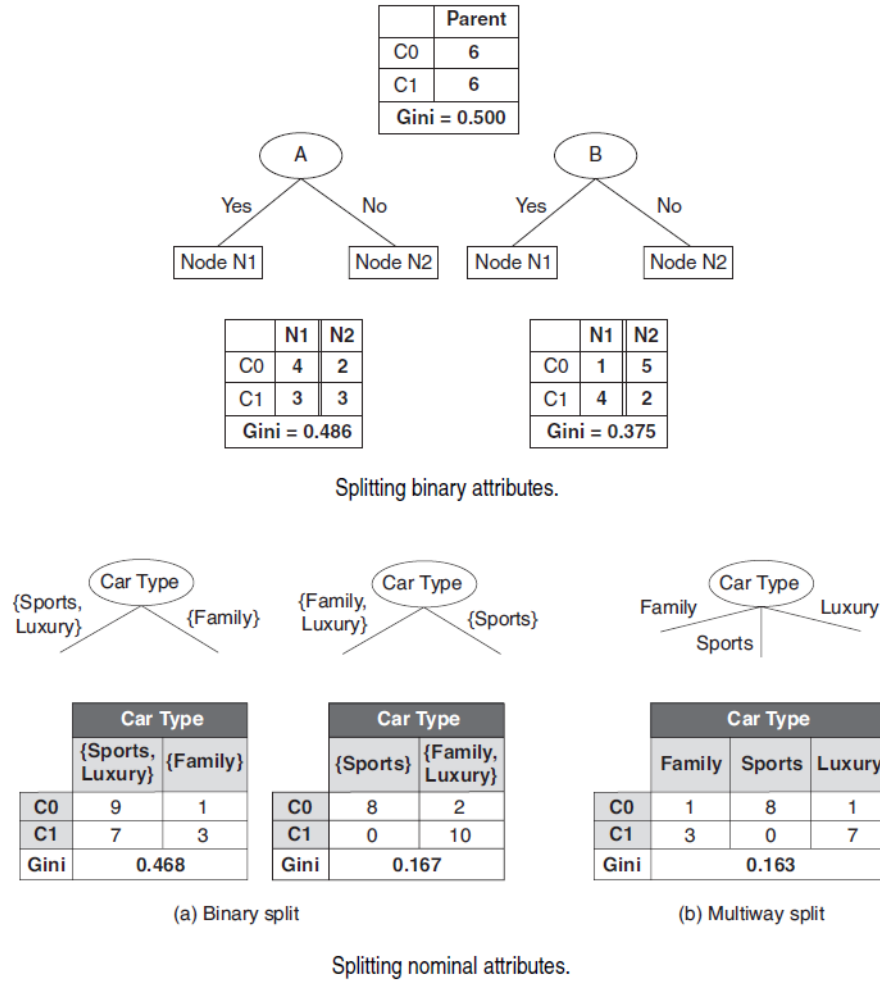 Parent
C0 6
C1 6
Gini = 0.500
A B
Yes No Yes No
Node N1 Node N2 Node N1 Node N2
N1 N2
C0 4 2
C1 3 3
Gini = 0.486
N1 N2
C0 1 5
C1 4 2
Gini = 0.375
Splitting binary attributes.
Car Type
{Sports,
Luxury}
{Family}
Car Type
{Family,
Luxury}
{Sports}
Car Type
Family
Sports
Luxury
Car Type
{Sports,
Luxury} {Family}
C0 9 1
C1 7 3
Gini 0.468
Car Type
{Sports} {Family,
Luxury}
C0 8 2
C1 0 10
Gini 0.167
(a) Binary split
Car Type
Family Sports Luxury
C0 1 8 1
C1 3 0 7
Gini 0.163
(b) Multiway split
Splitting nominal attributes.